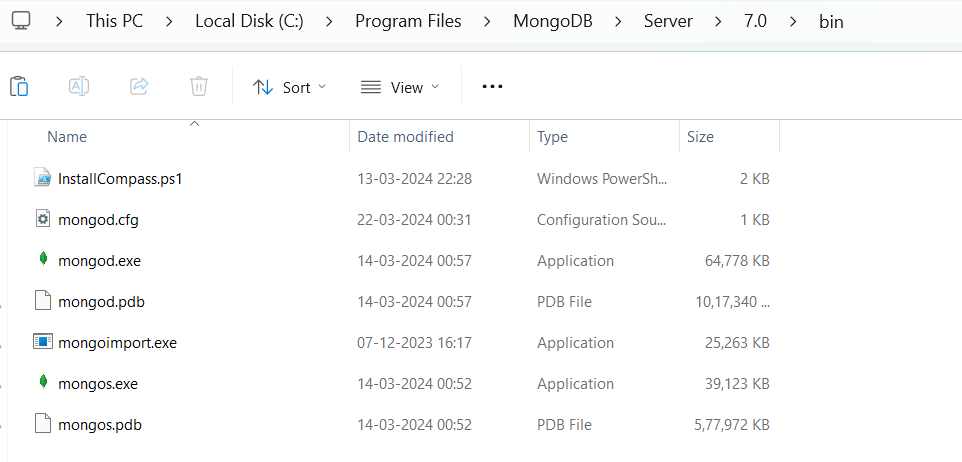 This PC > Local Disk (C:) > Program Files > MongoDB > Server > 7.0 > bin
Sort View
Name Date modified Type Size
InstallCompass.ps1 13-03-2024 22:28 Windows PowerSh... 2 KB
mongod.cfg 22-03-2024 00:31 Configuration Sou... 1 KB
mongod.exe 14-03-2024 00:57 Application 64,778 KB
mongod.pdb 14-03-2024 00:57 PDB File 10,17,340 ...
mongoimport.exe 07-12-2023 16:17 Application 25,263 KB
mongos.exe 14-03-2024 00:52 Application 39,123 KB
mongos.pdb 14-03-2024 00:52 PDB File 5,77,972 KB